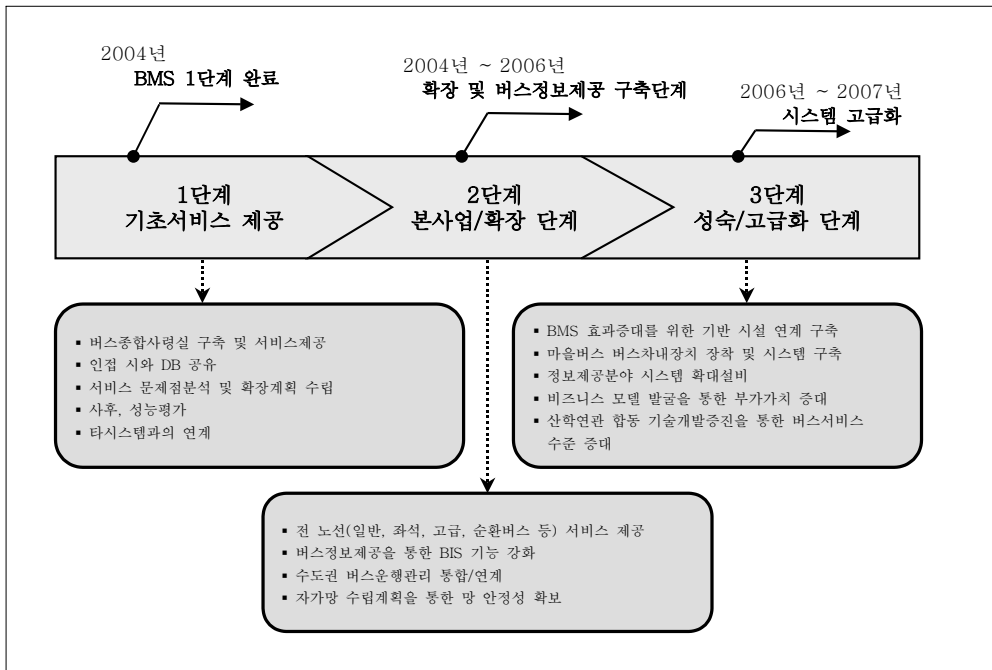 2004년
BMS 1단계 완료
2004년 ~ 2006년
확장 및 버스정보제공 구축단계
2006년 ~ 2007년
시스템 고급화
1단계
기초서비스 제공
2단계
본사업/확장 단계
3단계
성숙/고급화 단계
▪ 버스종합사령실 구축 및 서비스제공
▪ 인접 시와 DB 공유
▪ 서비스 문제점분석 및 확장계획 수립
▪ 사후, 성능평가
▪ 타시스템과의 연계
▪ BMS 효과증대를 위한 기반 시설 연계 구축
▪ 마을버스 버스차내장치 장착 및 시스템 구축
▪ 정보제공분야 시스템 확대설비
▪ 비즈니스 모델 발굴을 통한 부가가치 증대
▪ 산학연관 합동 기술개발증진을 통한 버스서비스
수준 증대
▪ 전 노선(일반, 좌석, 고급, 순환버스 등) 서비스 제공
▪ 버스정보제공을 통한 BIS 기능 강화
▪ 수도권 버스운행관리 통합/연계
▪ 자가망 수립계획을 통한 망 안정성 확보